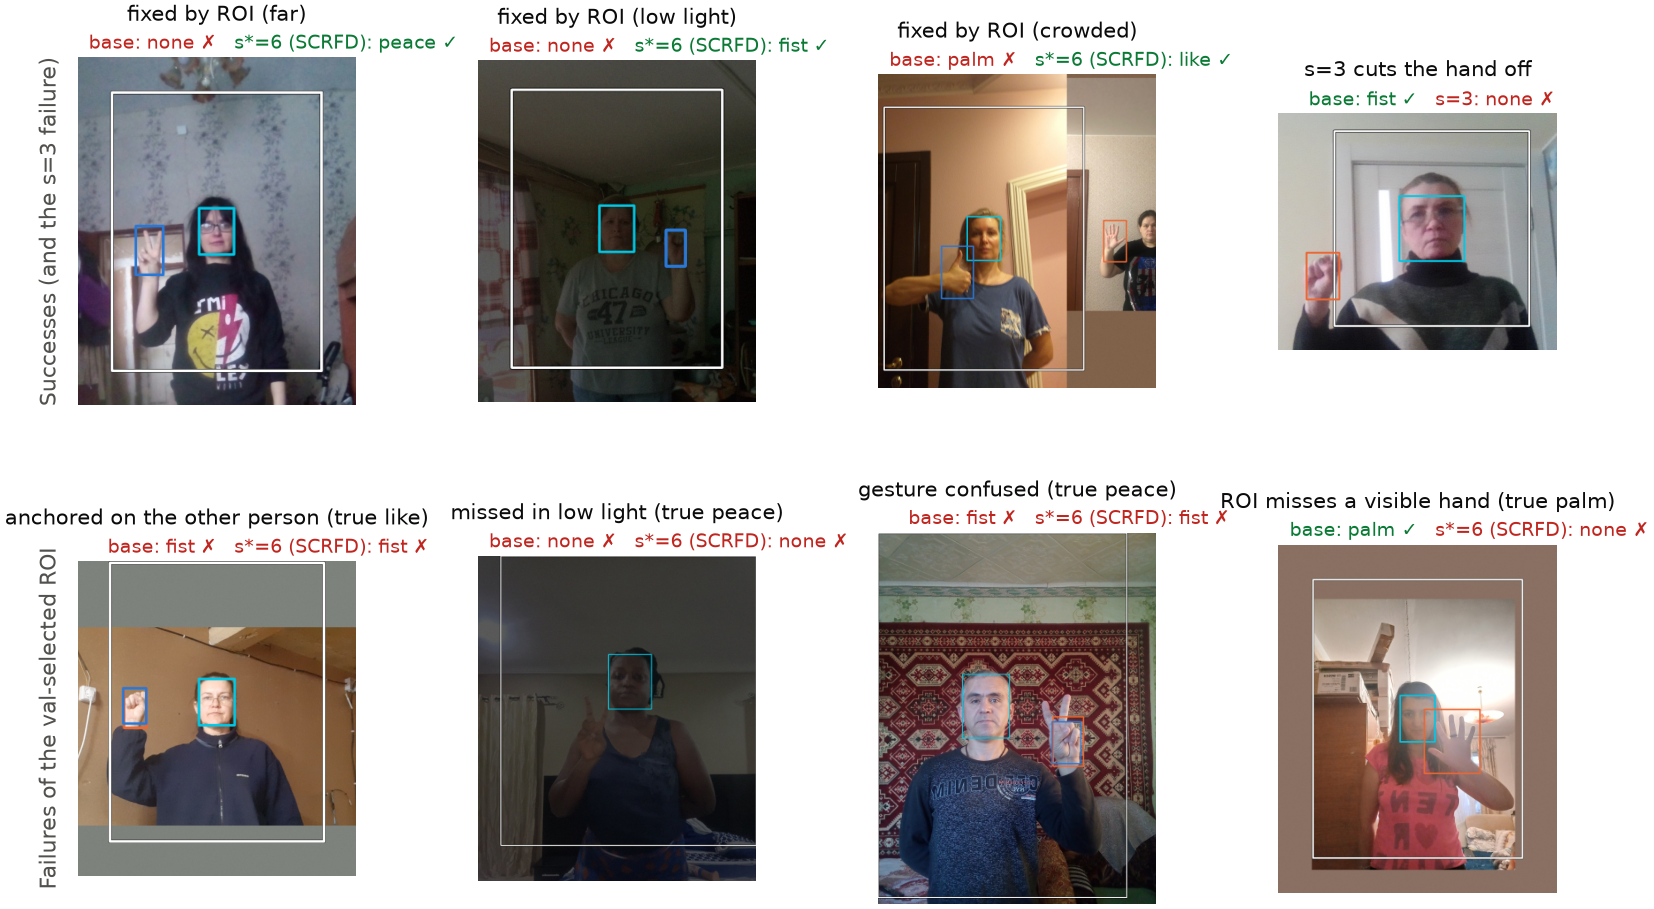 fixed by ROI (far)
base: none ✗ s*=6 (SCRFD): peace ✓
fixed by ROI (low light)
base: none ✗ s*=6 (SCRFD): fist ✓
fixed by ROI (crowded)
base: palm ✗ s*=6 (SCRFD): like ✓
s=3 cuts the hand off
base: fist ✓ s=3: none ✗
Successes (and the s=3 failure)
CHICAGO
47
UNIVERSITY
LEAGUE
anchored on the other person (true like)
base: fist ✗ s*=6 (SCRFD): fist ✗
missed in low light (true peace)
base: none ✗ s*=6 (SCRFD): none ✗
gesture confused (true peace)
base: fist ✗ s*=6 (SCRFD): fist ✗
ROI misses a visible hand (true palm)
base: palm ✓ s*=6 (SCRFD): none ✗
Failures of the val-selected ROI
DENIM